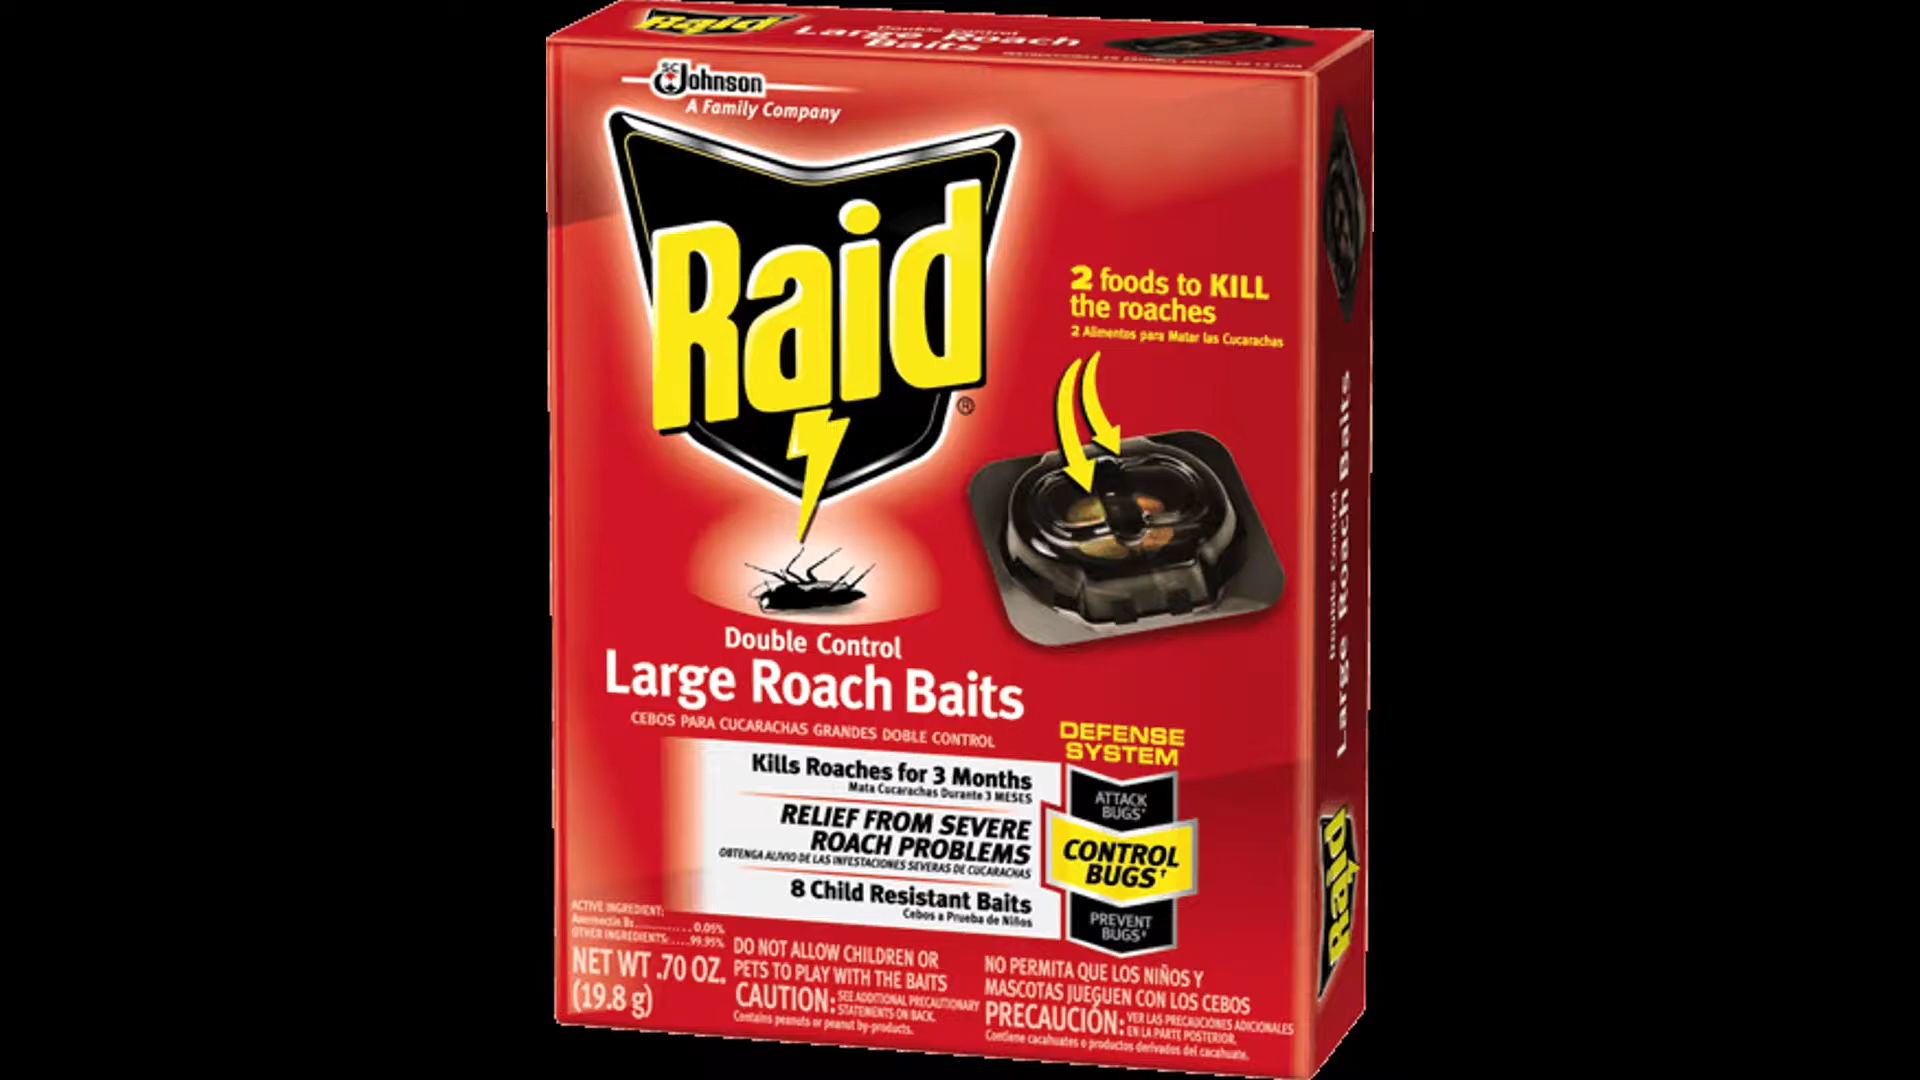 Raid
Double Control
Large Roach
Baits
SC
Johnson
A Family Company
Raid
®
2 foods to KILL
the roaches
2 Alimentos para Matar las Cucarachas
Double Control
Large Roach Baits
CEBOS PARA CUCARACHAS GRANDES DOBLE CONTROL
Kills Roaches for 3 Months
Mata Cucarachas Durante 3 MESES
RELIEF FROM SEVERE
ROACH PROBLEMS
OBTENGA ALIVIO DE LAS INFESTACIONES SEVERAS DE CUCARACHAS
8 Child Resistant Baits
Cebos a Prueba de Niños
DEFENSE
SYSTEM
ATTACK
BUGS*
CONTROL
BUGS†
PREVENT
BUGS‡
ACTIVE INGREDIENT:
Avermectin B₁..........0.05%
OTHER INGREDIENTS:.....99.95%
NET WT .70 OZ.
(19.8 g)
DO NOT ALLOW CHILDREN OR
PETS TO PLAY WITH THE BAITS
CAUTION: SEE ADDITIONAL PRECAUTIONARY
STATEMENTS ON BACK.
Contains peanuts or peanut by-products.
NO PERMITA QUE LOS NIÑOS Y
MASCOTAS JUEGUEN CON LOS CEBOS
PRECAUCIÓN: VER LAS PRECAUCIONES ADICIONALES
EN LA PARTE POSTERIOR.
Contiene cacahuates o productos derivados del cacahuate.
Double Control
Large Roach Baits
Raid